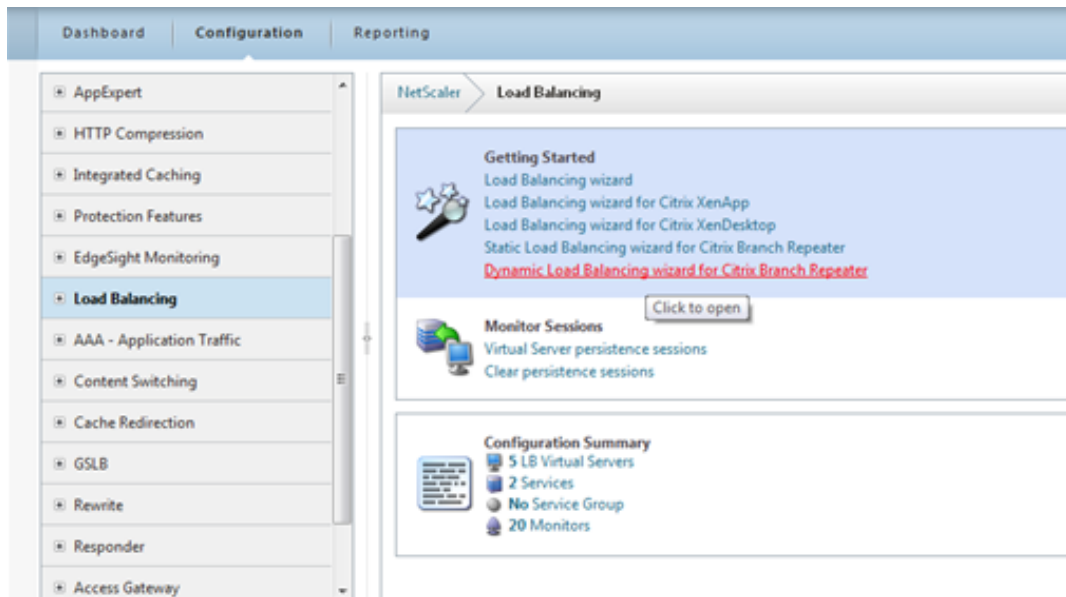 Dashboard
Configuration
Reporting
AppExpert
HTTP Compression
Integrated Caching
Protection Features
EdgeSight Monitoring
Load Balancing
AAA - Application Traffic
Content Switching
Cache Redirection
GSLB
Rewrite
Responder
Access Gateway
NetScaler
Load Balancing
Getting Started
Load Balancing wizard
Load Balancing wizard for Citrix XenApp
Load Balancing wizard for Citrix XenDesktop
Static Load Balancing wizard for Citrix Branch Repeater
Dynamic Load Balancing wizard for Citrix Branch Repeater
Click to open
Monitor Sessions
Virtual Server persistence sessions
Clear persistence sessions
Configuration Summary
5 LB Virtual Servers
2 Services
No Service Group
20 Monitors